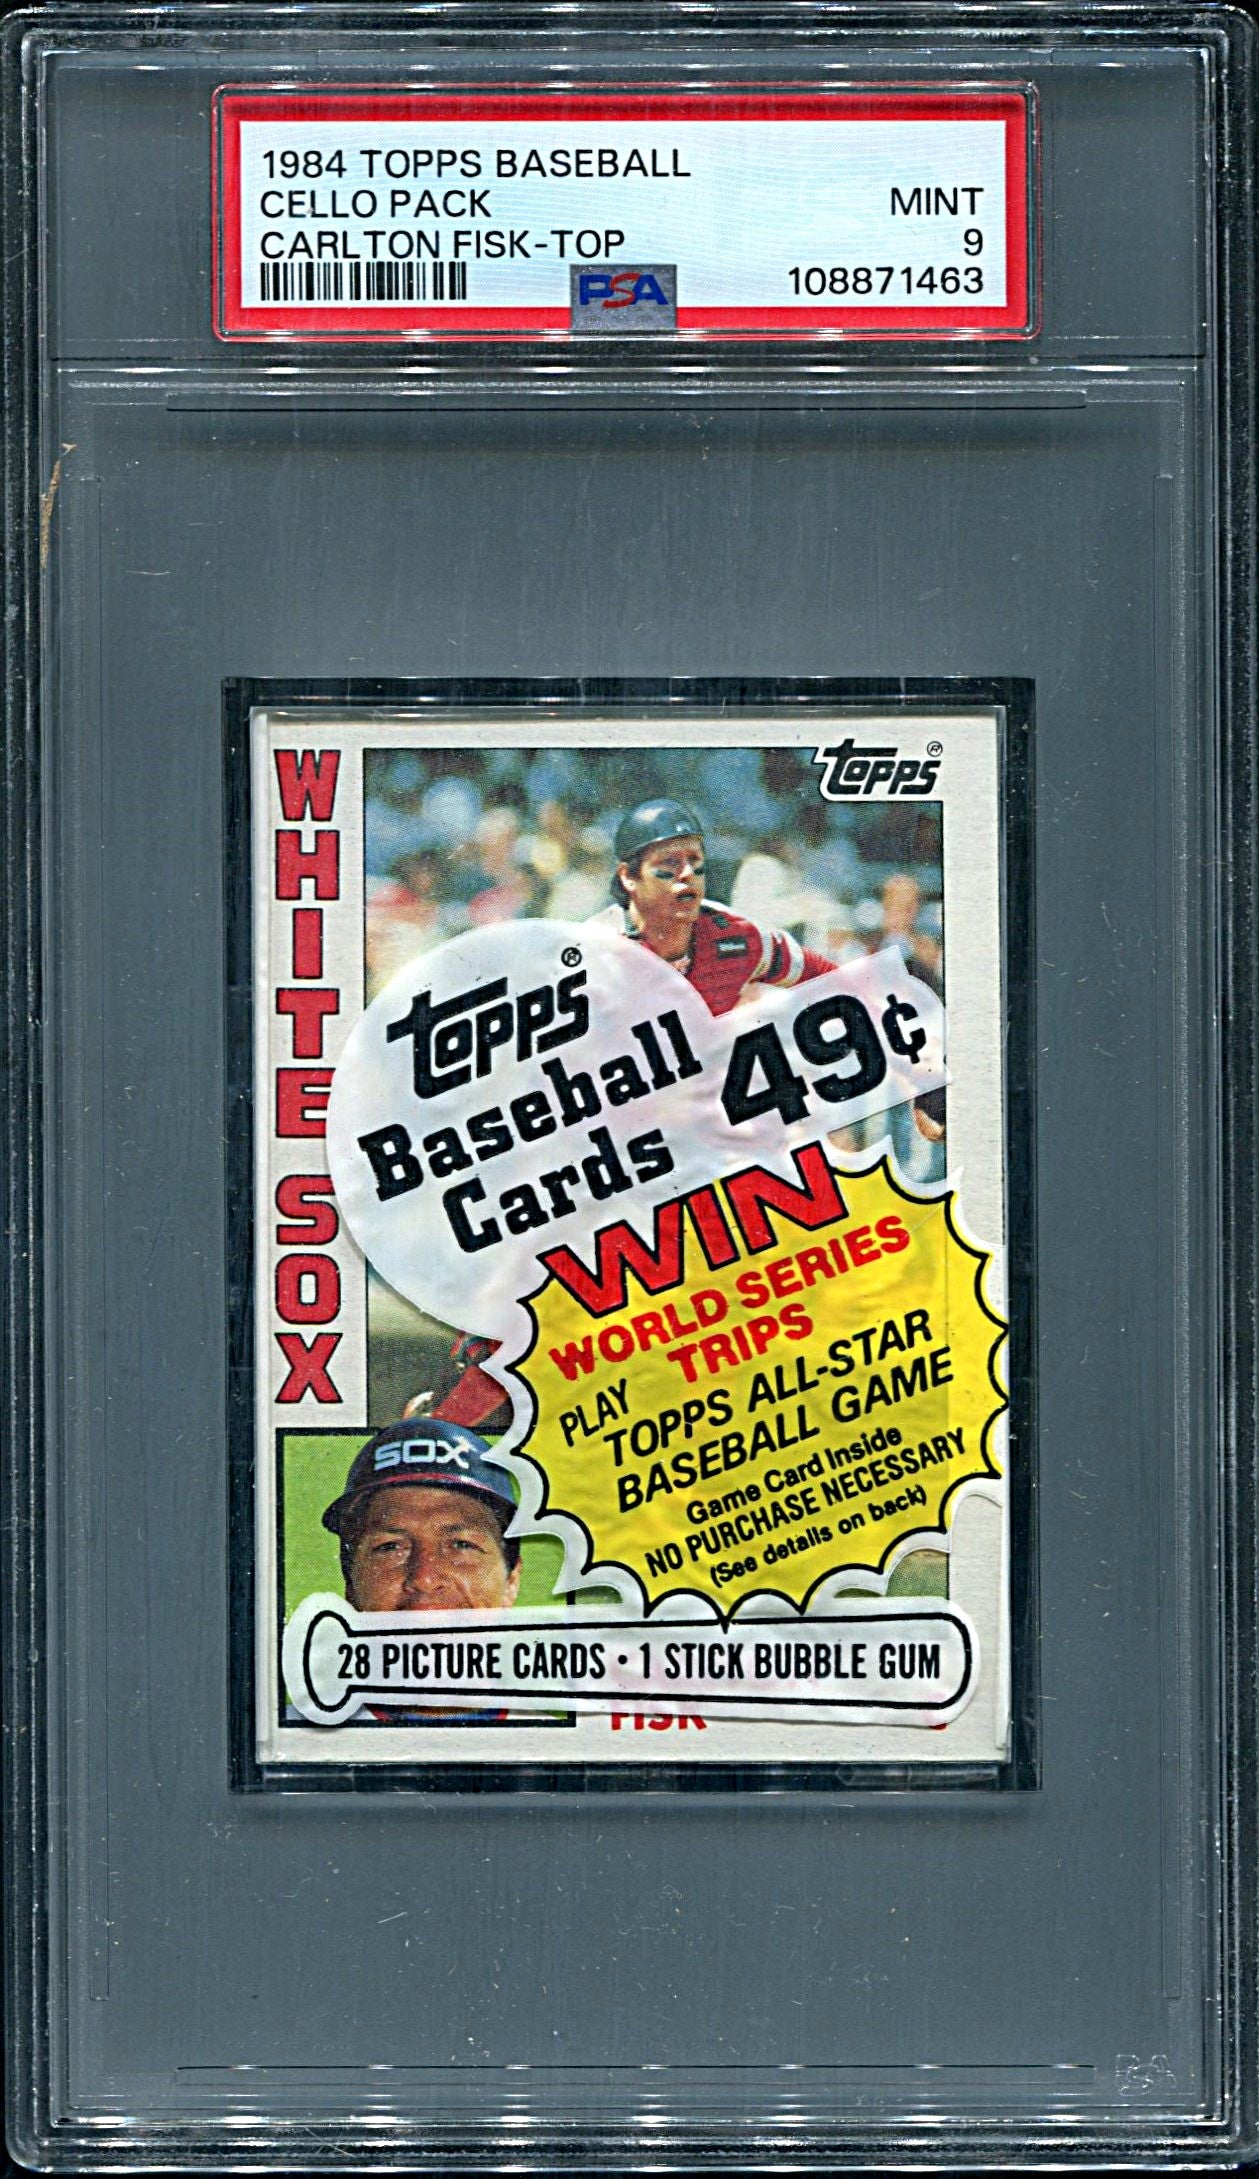 1984 TOPPS BASEBALL
CELLO PACK
MINT
CARLTON FISK-TOP
9
PSA
108871463
WHITE SOX
topps®
topps®
Baseball
Cards
49¢
WIN
WORLD SERIES
TRIPS
PLAY
TOPPS ALL-STAR
BASEBALL GAME
Game Card Inside
NO PURCHASE NECESSARY
(See details on back)
SOX
28 PICTURE CARDS • 1 STICK BUBBLE GUM
FISK
PSA